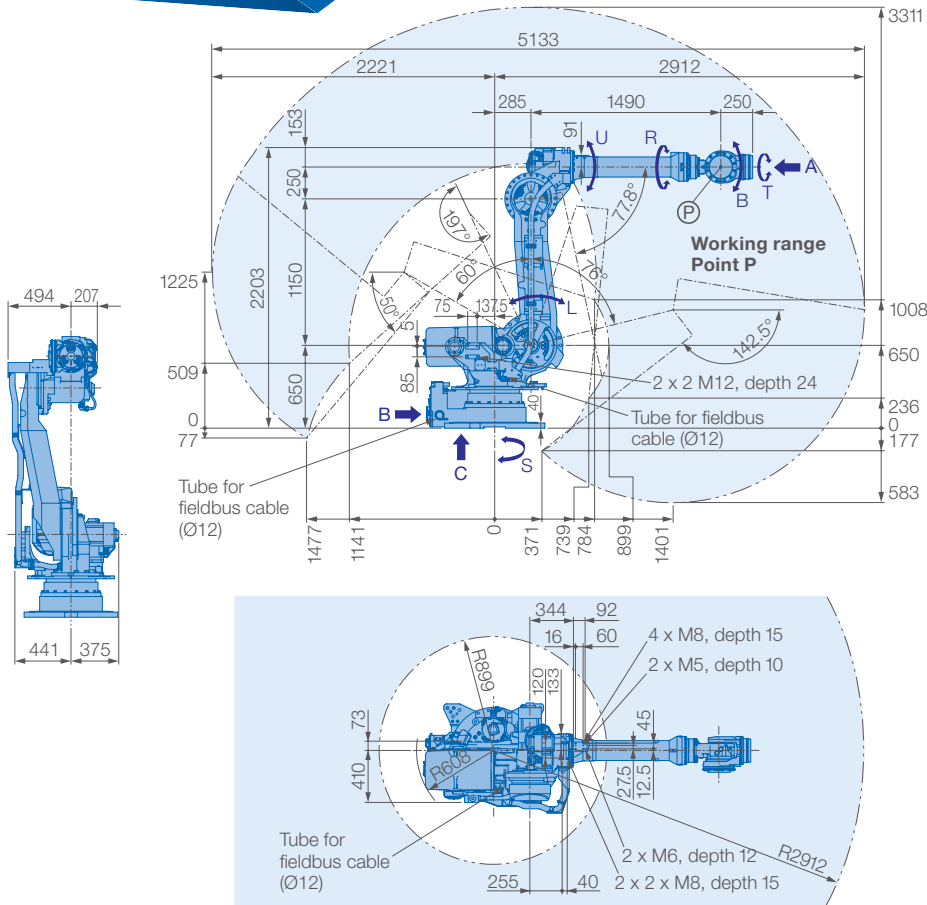 3311
5133
2221
2912
285
1490
250
153
91
U
R
A
T
B
P
250
77.8°
197°
Working range
Point P
1225
2203
1150
60°
76°
494
207
50°
75
137.5
L
1008
5
142.5°
650
509
650
85
2 x 2 M12, depth 24
40
236
B
Tube for fieldbus
cable (Ø12)
0
0
77
177
C
S
Tube for
fieldbus cable
(Ø12)
583
1477
1141
0
371
739
784
899
1401
441
375
344
92
16
60
4 x M8, depth 15
R899
120
133
2 x M5, depth 10
73
45
R608
410
27.5
12.5
Tube for
fieldbus cable
(Ø12)
2 x M6, depth 12
R2912
255
40
2 x 2 x M8, depth 15